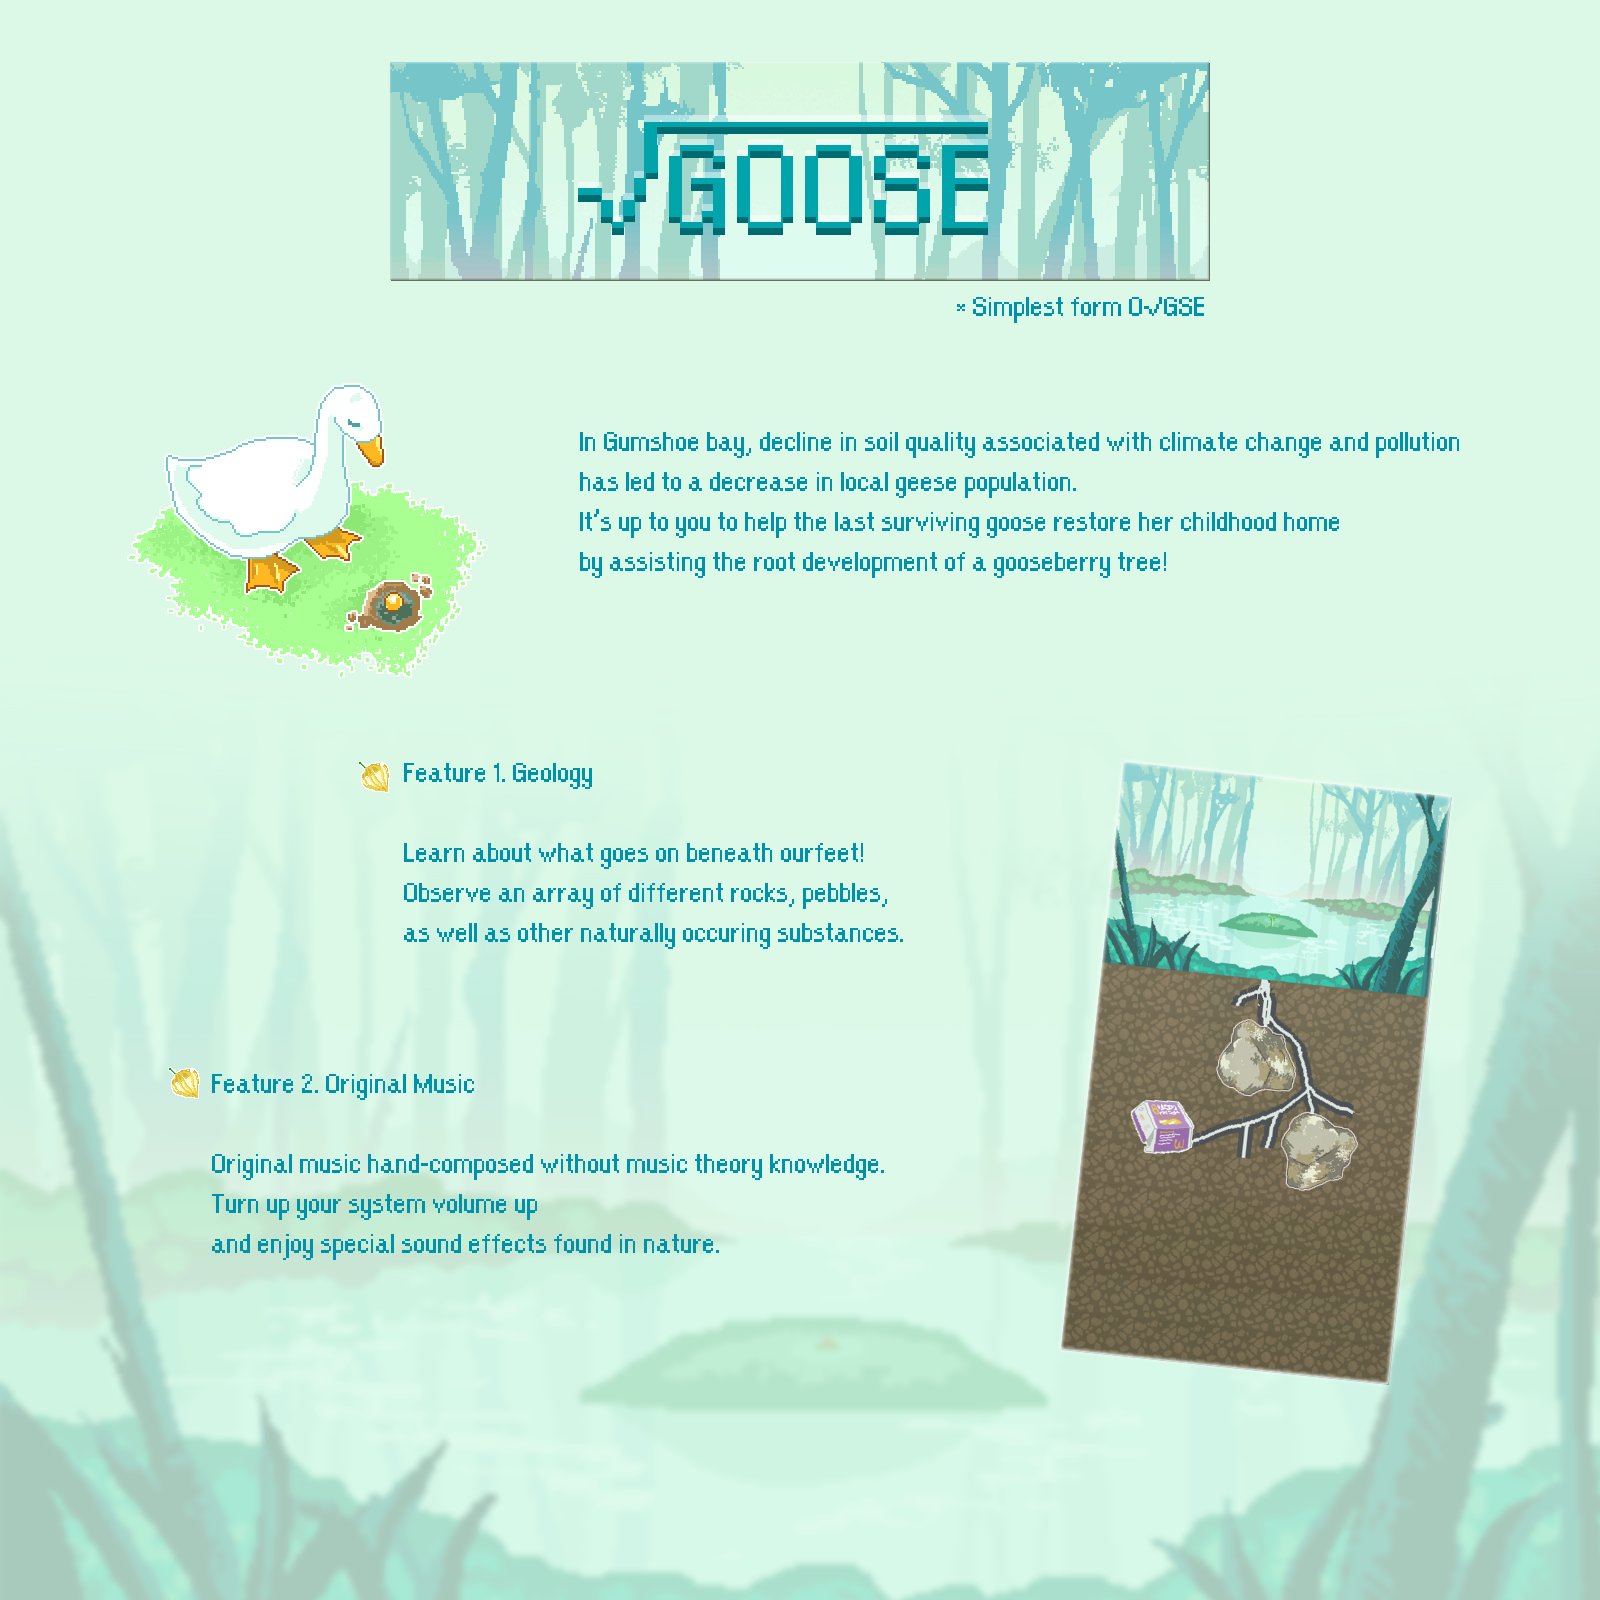 √GOOSE
* Simplest form O√GSE
In Gumshoe bay, decline in soil quality associated with climate change and pollution
has led to a decrease in local geese population.
It's up to you to help the last surviving goose restore her childhood home
by assisting the root development of a gooseberry tree!
Feature 1. Geology
Learn about what goes on beneath ourfeet!
Observe an array of different rocks, pebbles,
as well as other naturally occuring substances.
Feature 2. Original Music
Original music hand-composed without music theory knowledge.
Turn up your system volume up
and enjoy special sound effects found in nature.